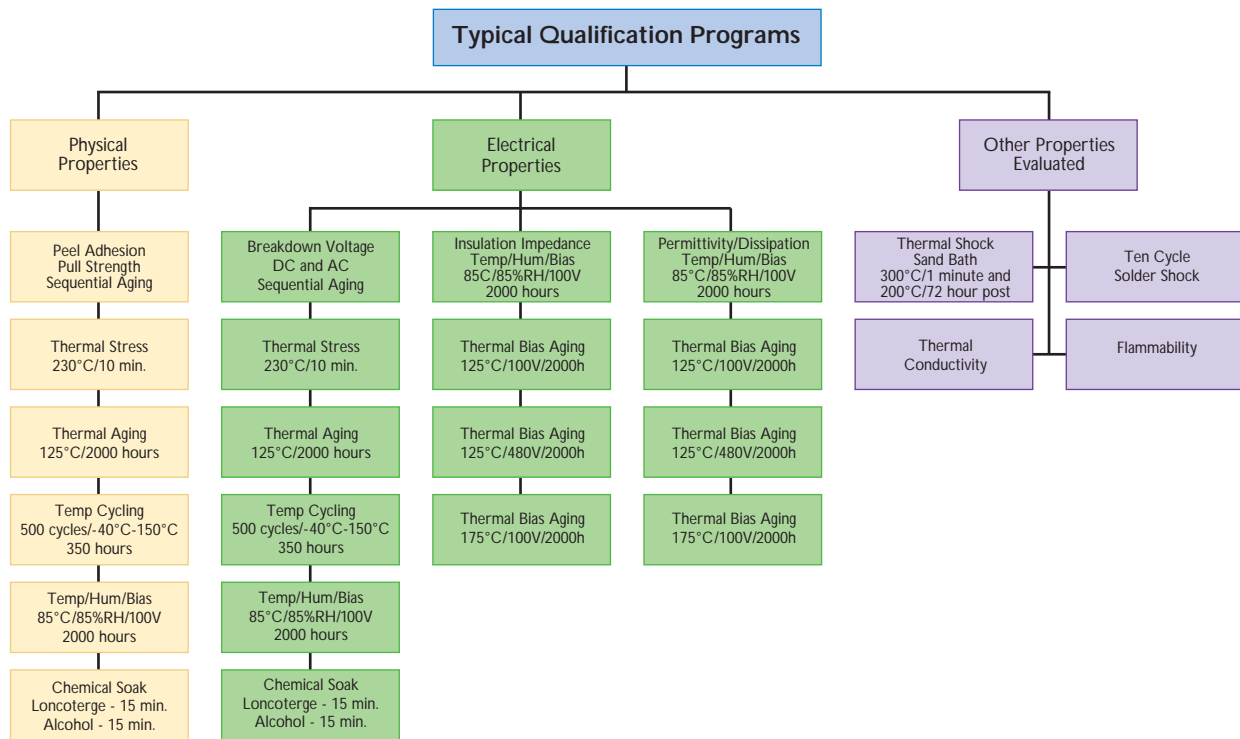 Typical Qualification Programs
Physical
Properties
Electrical
Properties
Other Properties
Evaluated
Peel Adhesion
Pull Strength
Sequential Aging
Thermal Stress
230°C/10 min.
Thermal Aging
125°C/2000 hours
Temp Cycling
500 cycles/-40°C-150°C
350 hours
Temp/Hum/Bias
85°C/85%RH/100V
2000 hours
Chemical Soak
Loncoterge - 15 min.
Alcohol - 15 min.
Breakdown Voltage
DC and AC
Sequential Aging
Thermal Stress
230°C/10 min.
Thermal Aging
125°C/2000 hours
Temp Cycling
500 cycles/-40°C-150°C
350 hours
Temp/Hum/Bias
85°C/85%RH/100V
2000 hours
Chemical Soak
Loncoterge - 15 min.
Alcohol - 15 min.
Insulation Impedance
Temp/Hum/Bias
85C/85%RH/100V
2000 hours
Thermal Bias Aging
125°C/100V/2000h
Thermal Bias Aging
125°C/480V/2000h
Thermal Bias Aging
175°C/100V/2000h
Permittivity/Dissipation
Temp/Hum/Bias
85°C/85%RH/100V
2000 hours
Thermal Bias Aging
125°C/100V/2000h
Thermal Bias Aging
125°C/480V/2000h
Thermal Bias Aging
175°C/100V/2000h
Thermal Shock
Sand Bath
300°C/1 minute and
200°C/72 hour post
Ten Cycle
Solder Shock
Thermal
Conductivity
Flammability